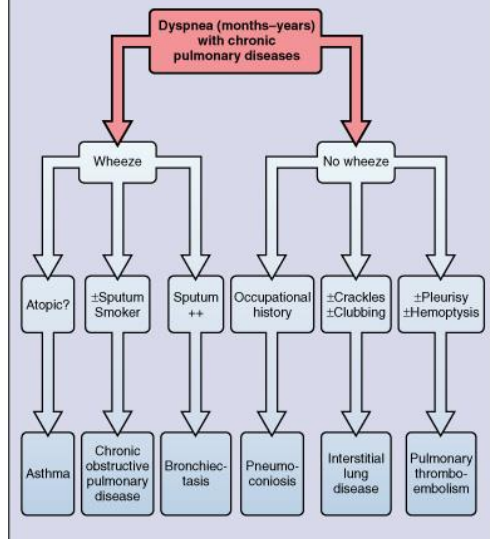 Dyspnea (months–years)
with chronic
pulmonary diseases
Wheeze
No wheeze
Atopic?
±Sputum
Smoker
Sputum
++
Occupational
history
±Crackles
±Clubbing
±Pleurisy
±Hemoptysis
Asthma
Chronic
obstructive
pulmonary
disease
Bronchiec-
tasis
Pneumo-
coniosis
Interstitial
lung
disease
Pulmonary
thrombo-
embolism